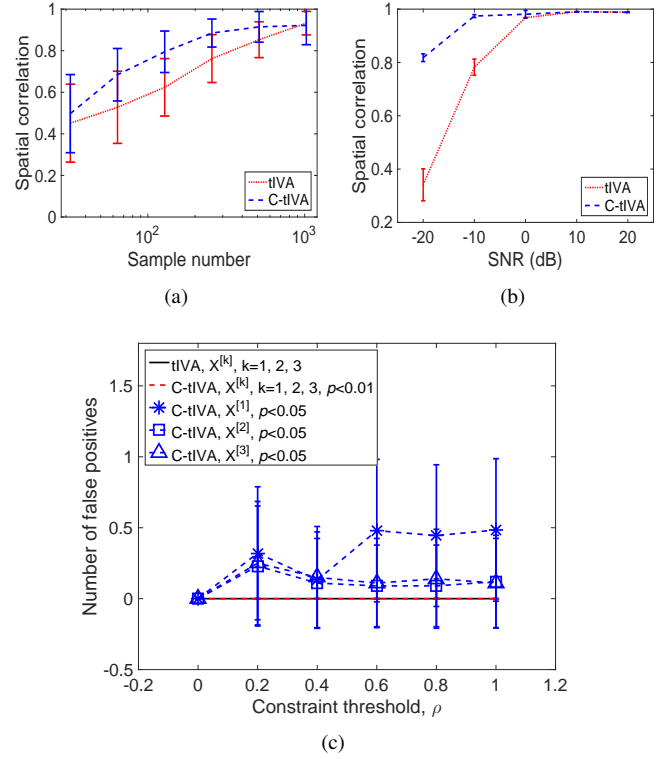 1
0.8
0.6
0.4
0.2
0
Spatial correlation
tIVA
C-tIVA
10^2
10^3
Sample number
(a)
1
0.8
0.6
0.4
0.2
Spatial correlation
tIVA
C-tIVA
-20
-10
0
10
20
SNR (dB)
(b)
tIVA, X^[k], k=1, 2, 3
C-tIVA, X^[k], k=1, 2, 3, p<0.01
C-tIVA, X^[1], p<0.05
C-tIVA, X^[2], p<0.05
C-tIVA, X^[3], p<0.05
1.5
1
0.5
0
-0.5
Number of false positives
-0.2
0
0.2
0.4
0.6
0.8
1
1.2
Constraint threshold, ρ
(c)